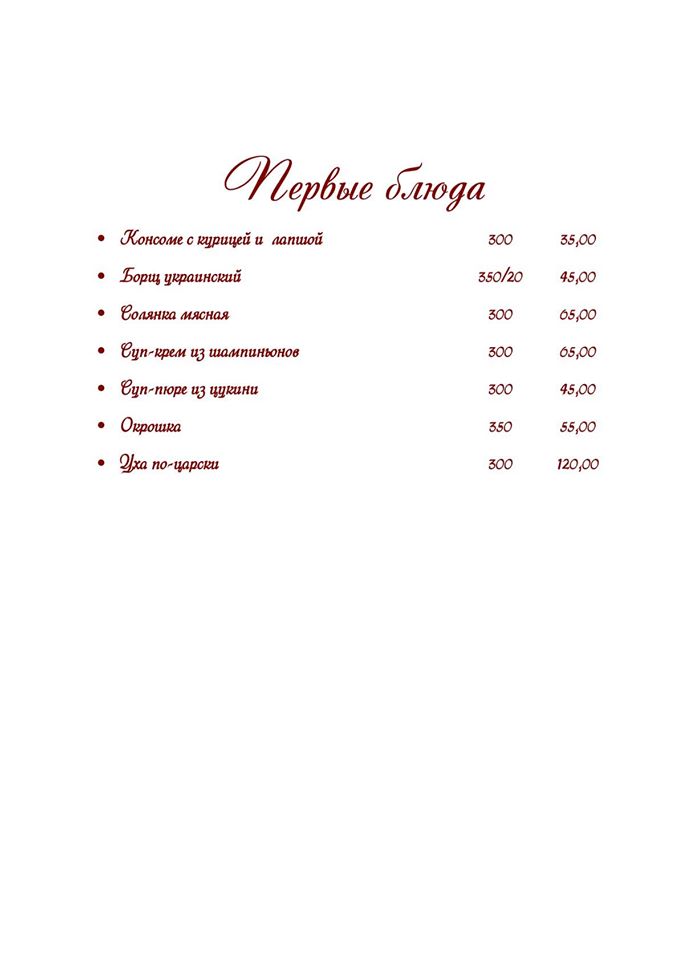 Первые блюда
• Консоме с курицей и лапшой 300 35,00
• Борщ украинский 350/20 45,00
• Солянка мясная 300 65,00
• Суп-крем из шампиньонов 300 65,00
• Суп-пюре из цукини 300 45,00
• Окрошка 350 55,00
• Уха по-царски 300 120,00